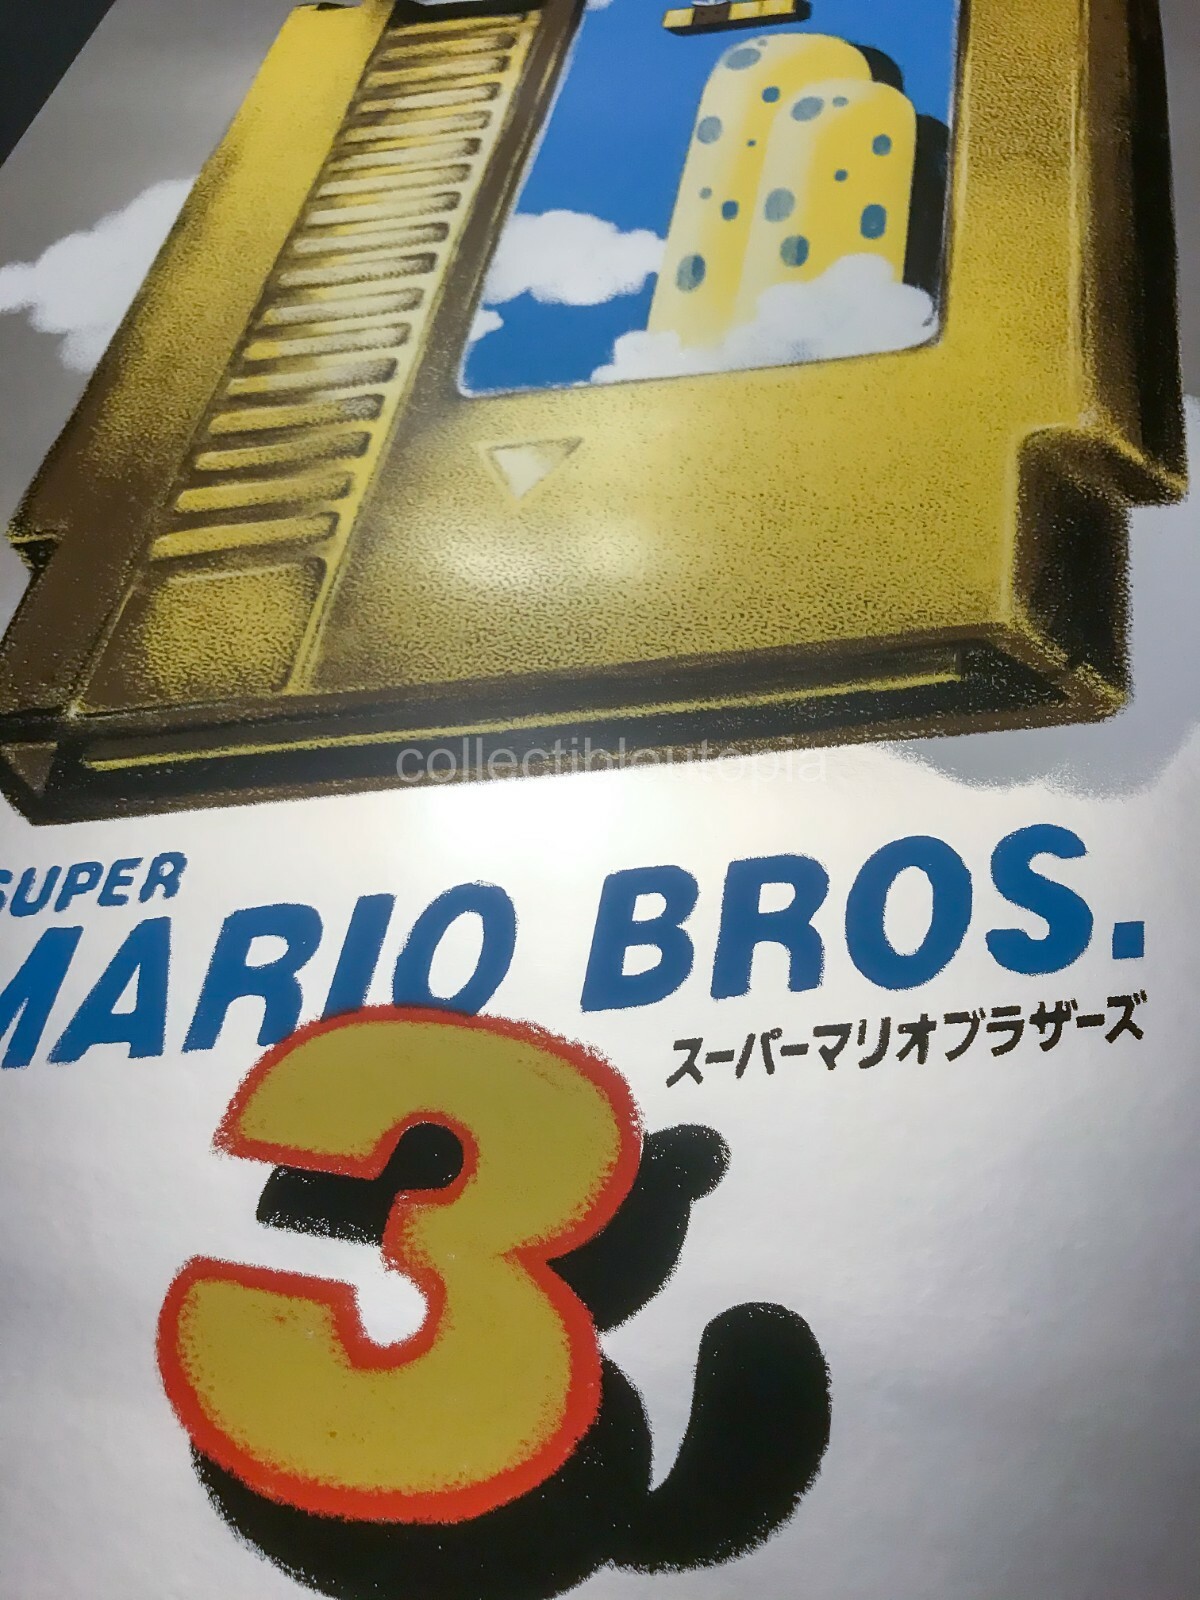 collectibleutopia
SUPER
MARIO BROS.
スーパーマリオブラザーズ
3